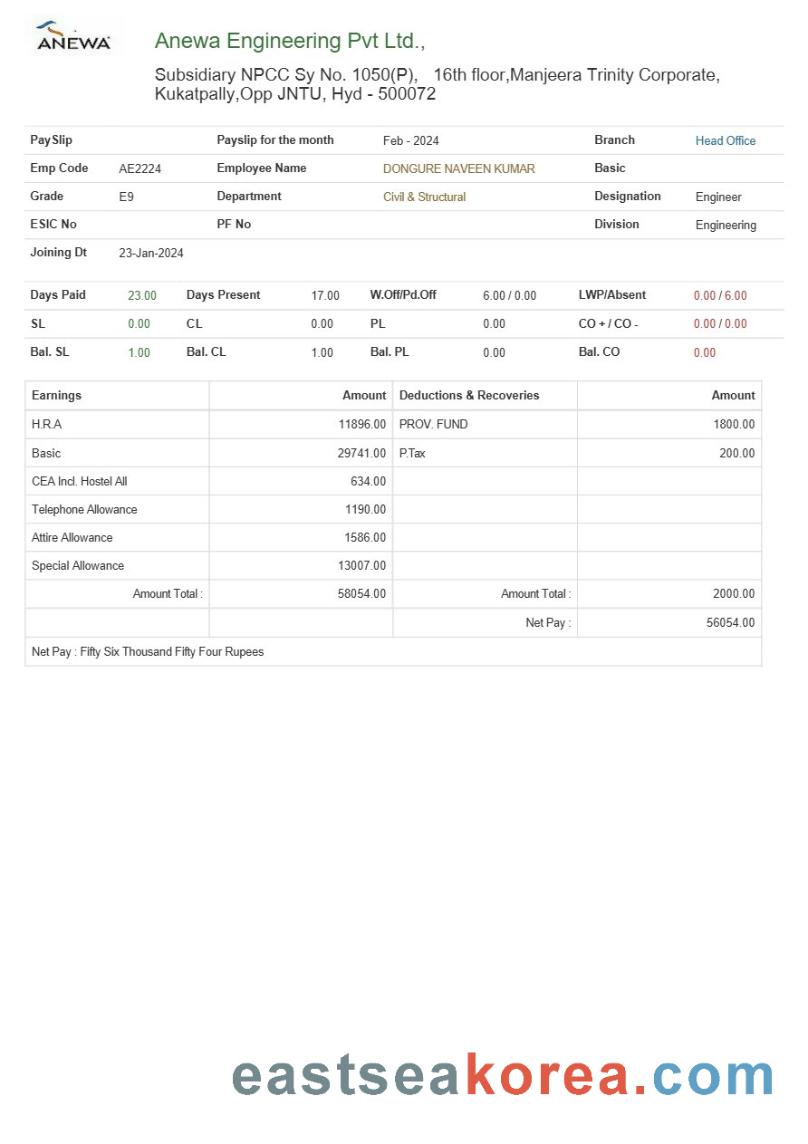 ANEWA
Anewa Engineering Pvt Ltd.,
Subsidiary NPCC Sy No. 1050(P), 16th floor,Manjeera Trinity Corporate,
Kukatpally,Opp JNTU, Hyd - 500072
PaySlip Payslip for the month Feb - 2024 Branch Head Office
Emp Code AE2224 Employee Name DONGURE NAVEEN KUMAR Basic
Grade E9 Department Civil & Structural Designation Engineer
ESIC No PF No Division Engineering
Joining Dt 23-Jan-2024
Days Paid 23.00 Days Present 17.00 W.Off/Pd.Off 6.00 / 0.00 LWP/Absent 0.00 / 6.00
SL 0.00 CL 0.00 PL 0.00 CO + / CO - 0.00 / 0.00
Bal. SL 1.00 Bal. CL 1.00 Bal. PL 0.00 Bal. CO 0.00
Earnings Amount Deductions & Recoveries Amount
H.R.A 11896.00 PROV. FUND 1800.00
Basic 29741.00 P.Tax 200.00
CEA Incl. Hostel All 634.00
Telephone Allowance 1190.00
Attire Allowance 1586.00
Special Allowance 13007.00
Amount Total : 58054.00 Amount Total : 2000.00
Net Pay : 56054.00
Net Pay : Fifty Six Thousand Fifty Four Rupees
eastseakorea.com